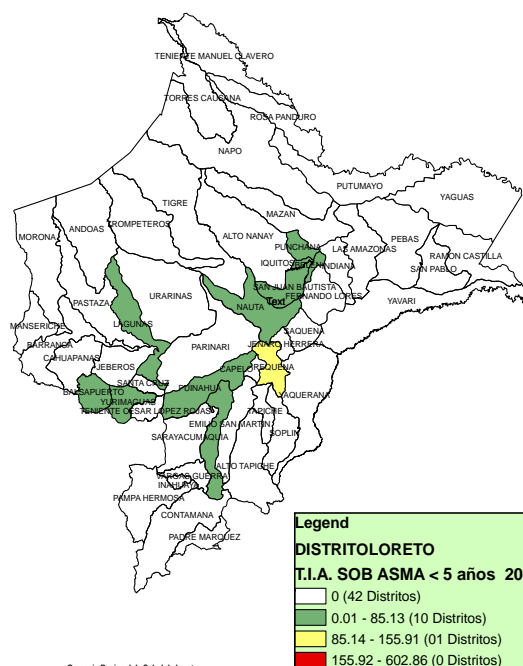 TENIENTE MANUEL CLAVERO
TORRES CAUSANA
ROSA PANDURO
NAPO
PUTUMAYO
YAGUAS
TIGRE
MAZAN
ANDOAS
TROMPETEROS
MORONA
ALTO NANAY
PUNCHANA
LAS AMAZONAS
PEBAS
IQUITOS
INDIANA
RAMON CASTILLA
SAN PABLO
SAN JUAN BAUTISTA
FERNANDO LORES
URARINAS
PASTAZA
Text
NAUTA
YAVARI
LAGUNAS
MANSERICHE
SAQUENA
BARRANCA
PARINARI
JENARO HERRERA
CAHUAPANAS
JEBEROS
CAPELO
REQUENA
SANTA CRUZ
PUINAHUA
BALSAPUERTO
YAQUERANA
YURIMAGUAS
TENIENTE CESAR LOPEZ ROJAS
TAPICHE
EMILIO SAN MARTIN
SOPLIN
SARAYACU
MAQUIA
ALTO TAPICHE
VARGAS GUERRA
INAHUAYA
PAMPA HERMOSA
CONTAMANA
PADRE MARQUEZ
Legend
DISTRITOLORETO
T.I.A. SOB ASMA < 5 años 20
0 (42 Distritos)
0.01 - 85.13 (10 Distritos)
85.14 - 155.91 (01 Distritos)
155.92 - 602.86 (0 Distritos)